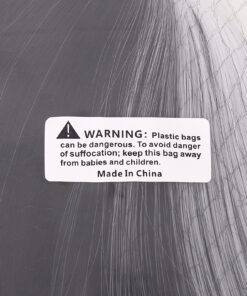 WARNING: Plastic bags
can be dangerous. To avoid danger
of suffocation; keep this bag away
from babies and children.
Made In China